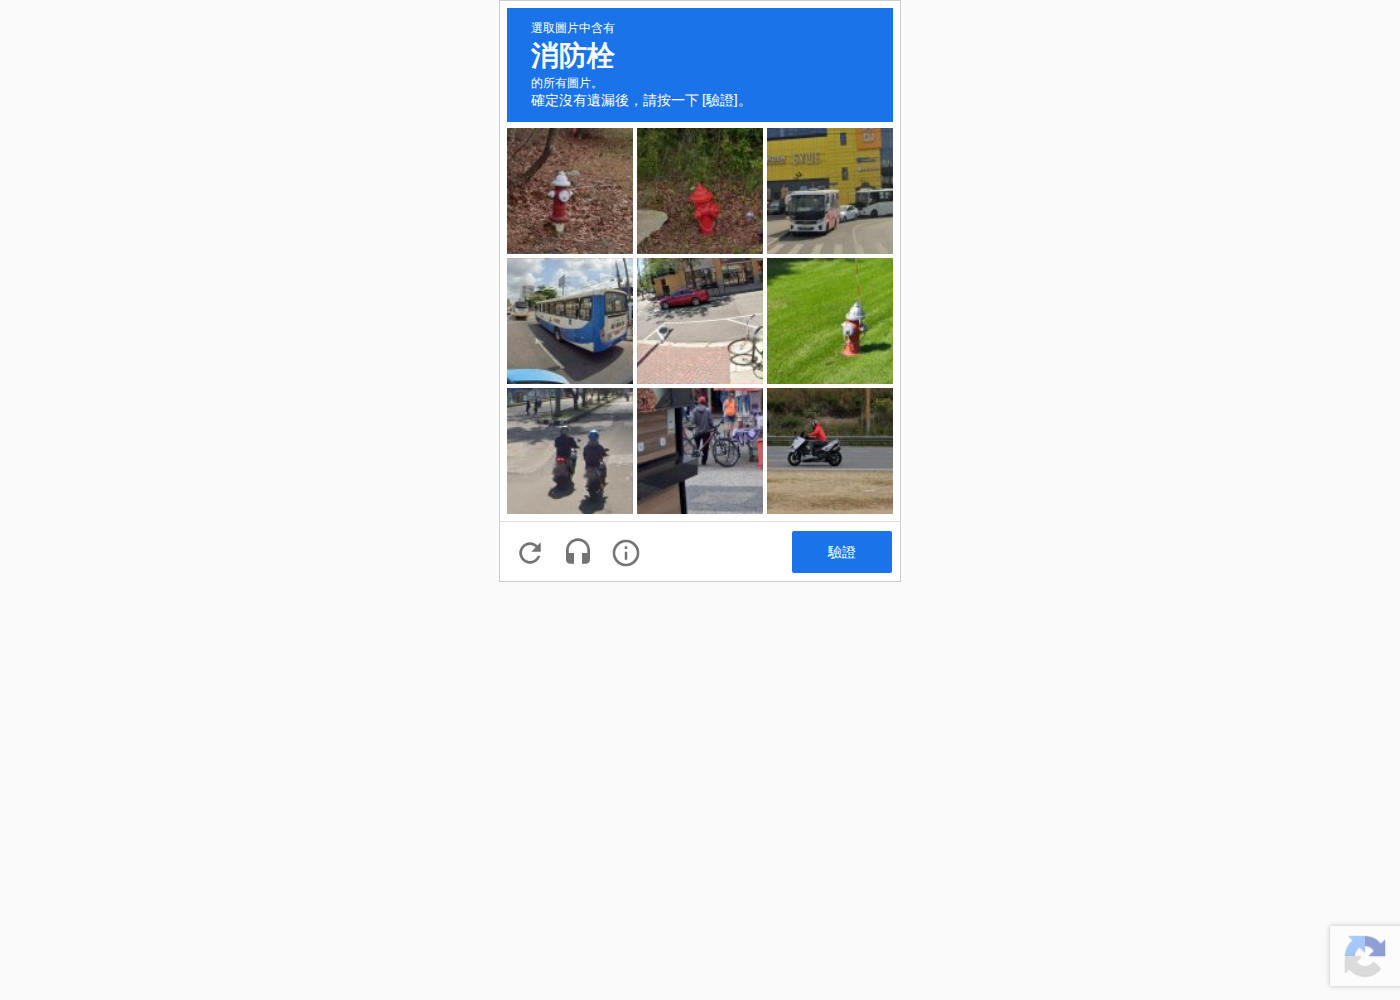 選取圖片中含有
消防栓
的所有圖片。
確定沒有遺漏後，請按一下 [驗證]。
驗證